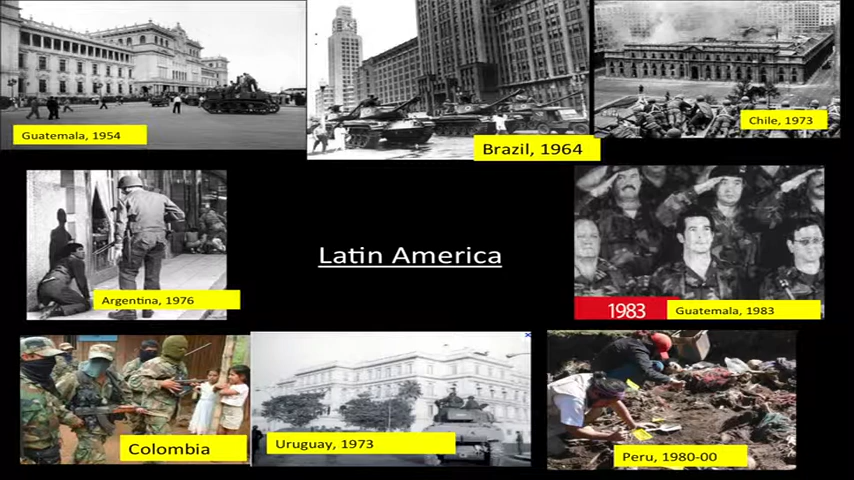 Guatemala, 1954
Brazil, 1964
Chile, 1973
Argentina, 1976
Latin America
1983
Guatemala, 1983
Colombia
Uruguay, 1973
Peru, 1980-00